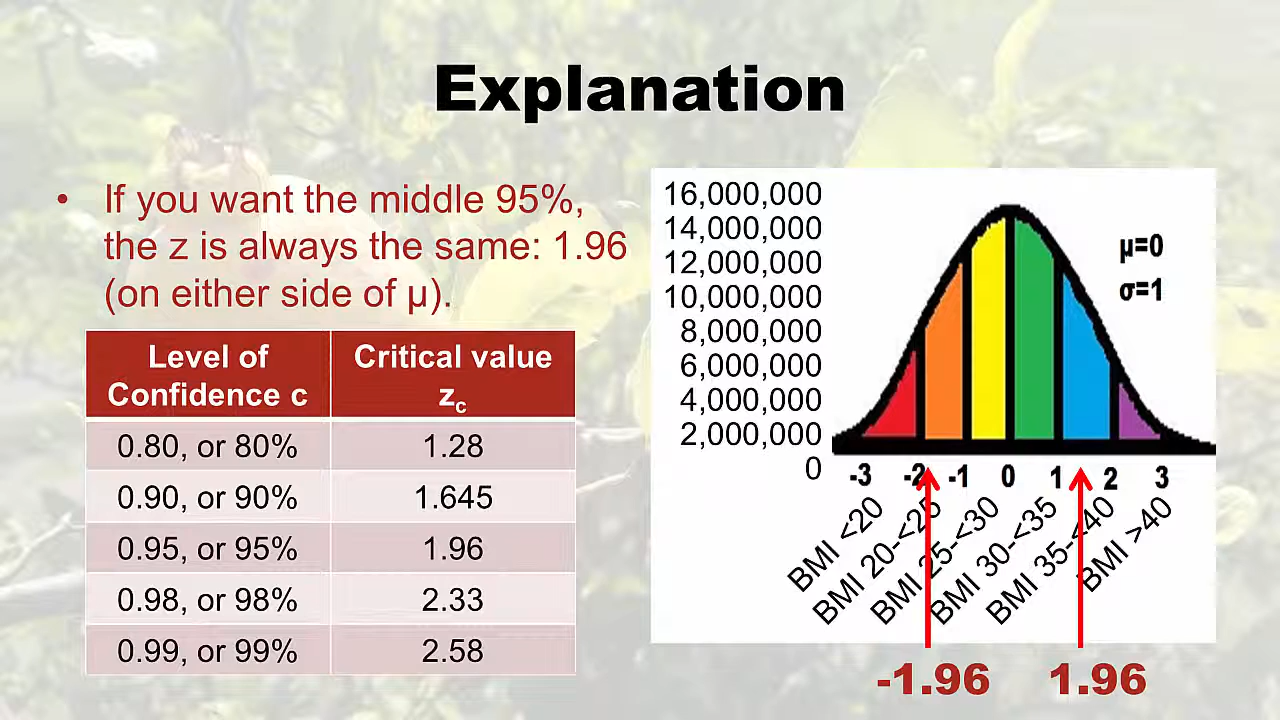 Explanation
• If you want the middle 95%,
the z is always the same: 1.96
(on either side of µ).
Level of Confidence c Critical value zc
0.80, or 80% 1.28
0.90, or 90% 1.645
0.95, or 95% 1.96
0.98, or 98% 2.33
0.99, or 99% 2.58
16,000,000
14,000,000
12,000,000
10,000,000
8,000,000
6,000,000
4,000,000
2,000,000
0
µ=0
σ=1
-3 -2 -1 0 1 2 3
BMI <20
BMI 20-<25
BMI 25-<30
BMI 30-<35
BMI 35-<40
BMI >40
-1.96 1.96